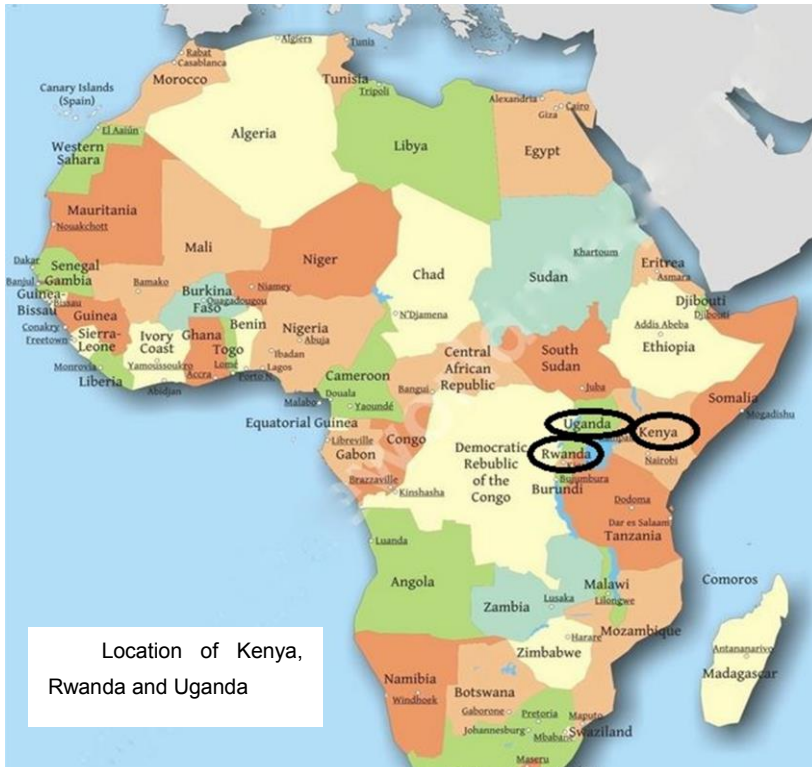 Algiers
Tunis
Rabat
Casablanca
Morocco
Tunisia
Canary Islands
(Spain)
Tripoli
Alexandria
Cairo
Giza
El Aaiún
Algeria
Libya
Egypt
Western
Sahara
Mauritania
Nouakchott
Mali
Niger
Chad
Sudan
Khartoum
Eritrea
Asmara
Dakar
Senegal
Banjul
Gambia
Bamako
Niamey
Burkina
Faso
Ouagadougou
Guinea-
Bissau
Bissau
N'Djamena
Djibouti
Djibouti
Guinea
Conakry
Freetown
Sierra-
Leone
Ivory
Coast
Ghana
Benin
Togo
Nigeria
Abuja
Ibadan
Addis Abeba
Ethiopia
Yamoussoukro
Lomé
Lagos
Porto N.
Monrovia
Liberia
Abidjan
Accra
Cameroon
Central
African
Republic
South
Sudan
Juba
Somalia
Mogadishu
Malabo
Douala
Yaoundé
Bangui
Equatorial Guinea
Uganda
Kenya
Libreville
Gabon
Congo
Democratic
Rebublic
of the
Congo
Rwanda
Nairobi
Brazzaville
Kinshasha
Bujumbura
Burundi
Dodoma
Dar es Salaam
Tanzania
Luanda
Angola
Zambia
Lusaka
Malawi
Lilongwe
Comoros
Mozambique
Harare
Zimbabwe
Antananarivo
Madagascar
Location of Kenya,
Rwanda and Uganda
Namibia
Windhoek
Botswana
Gaborone
Pretoria
Maputo
Johannesburg
Swaziland
Maseru